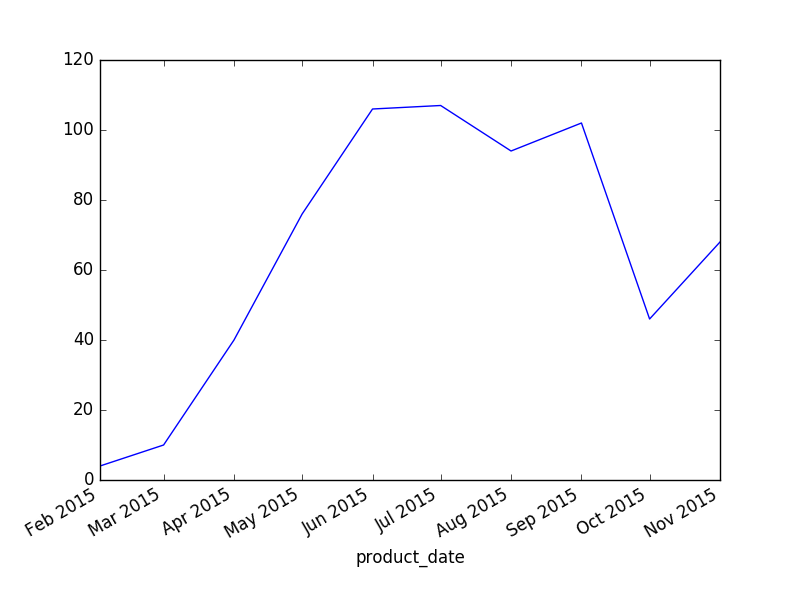 120
100
80
60
40
20
0
Feb 2015
Mar 2015
Apr 2015
May 2015
Jun 2015
Jul 2015
Aug 2015
Sep 2015
Oct 2015
Nov 2015
product_date